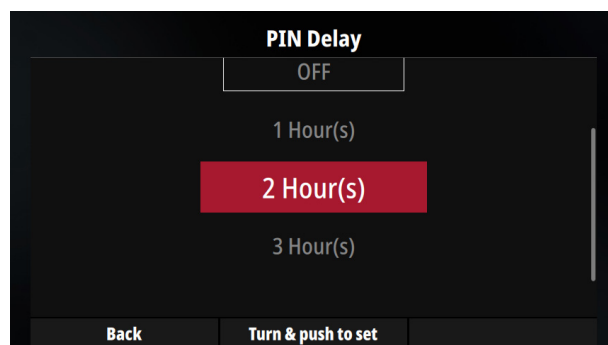 PIN Delay
OFF
1 Hour(s)
2 Hour(s)
3 Hour(s)
Back Turn & push to set